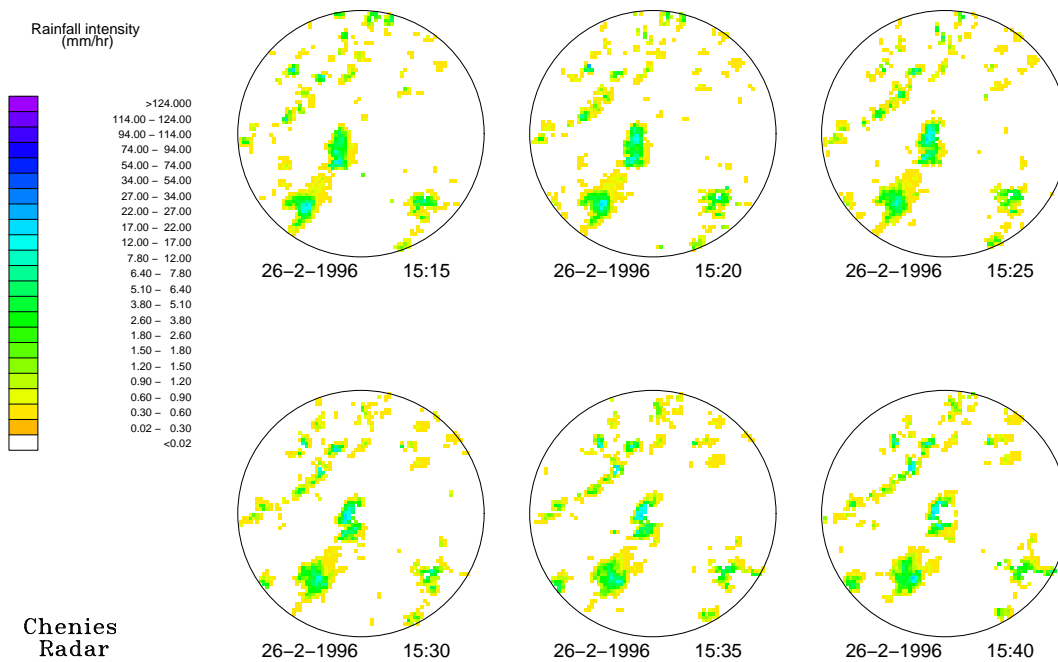 Rainfall intensity
(mm/hr)
>124.000
114.00 – 124.00
94.00 – 114.00
74.00 – 94.00
54.00 – 74.00
34.00 – 54.00
27.00 – 34.00
22.00 – 27.00
17.00 – 22.00
12.00 – 17.00
7.80 – 12.00
6.40 – 7.80
5.10 – 6.40
3.80 – 5.10
2.60 – 3.80
1.80 – 2.60
1.50 – 1.80
1.20 – 1.50
0.90 – 1.20
0.60 – 0.90
0.30 – 0.60
0.02 – 0.30
<0.02
26–2–1996 15:15
26–2–1996 15:20
26–2–1996 15:25
26–2–1996 15:30
26–2–1996 15:35
26–2–1996 15:40
Chenies
Radar